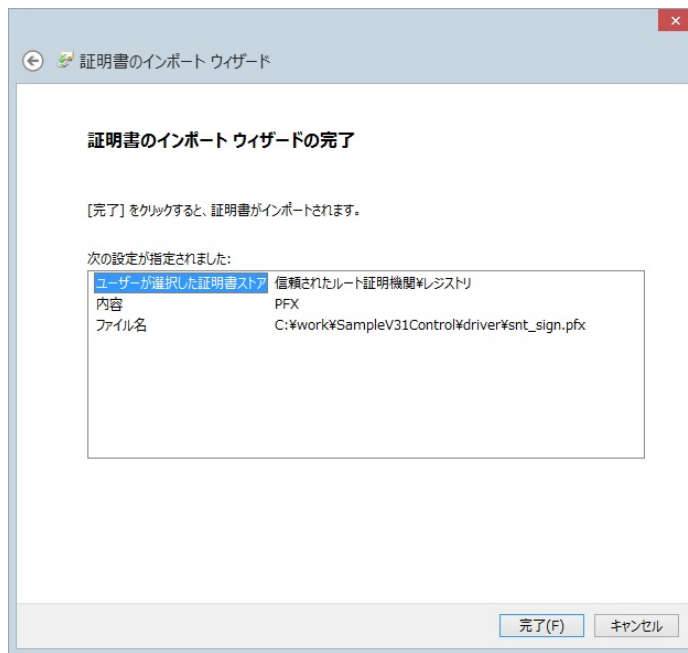 証明書のインポート ウィザード
証明書のインポート ウィザードの完了
[完了] をクリックすると、証明書がインポートされます。
次の設定が指定されました:
ユーザーが選択した証明書ストア 信頼されたルート証明機関¥レジストリ
内容 PFX
ファイル名 C:¥work¥SampleV31Control¥driver¥snt_sign.pfx
完了(F) キャンセル